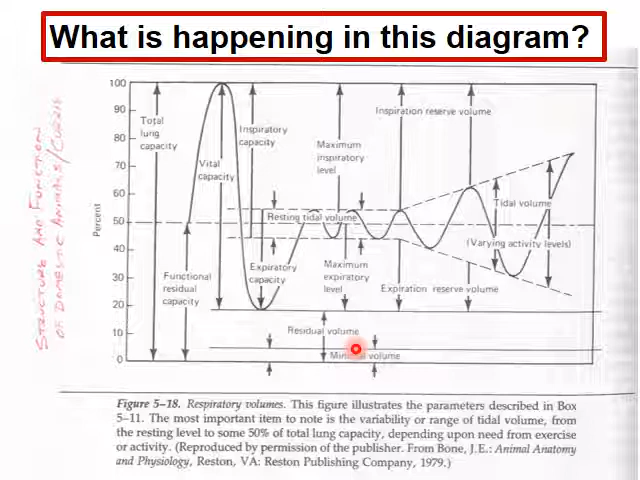 What is happening in this diagram?
STRUCTURE AND FUNCTION
OF DOMESTIC ANIMALS/CURRIE
Percent
100
90
80
70
60
50
40
30
20
10
0
Total
lung
capacity
Vital
capacity
Inspiratory
capacity
Maximum
inspiratory
level
Inspiration reserve volume
Resting tidal volume
Tidal volume
(Varying activity levels)
Functional
residual
capacity
Expiratory
capacity
Maximum
expiratory
level
Expiration reserve volume
Residual volume
volume
Figure 5–18. Respiratory volumes. This figure illustrates the parameters described in Box
5–11. The most important item to note is the variability or range of tidal volume, from
the resting level to some 50% of total lung capacity, depending upon need from exercise
or activity. (Reproduced by permission of the publisher. From Bone, J.E.: Animal Anatomy
and Physiology, Reston, VA: Reston Publishing Company, 1979.)